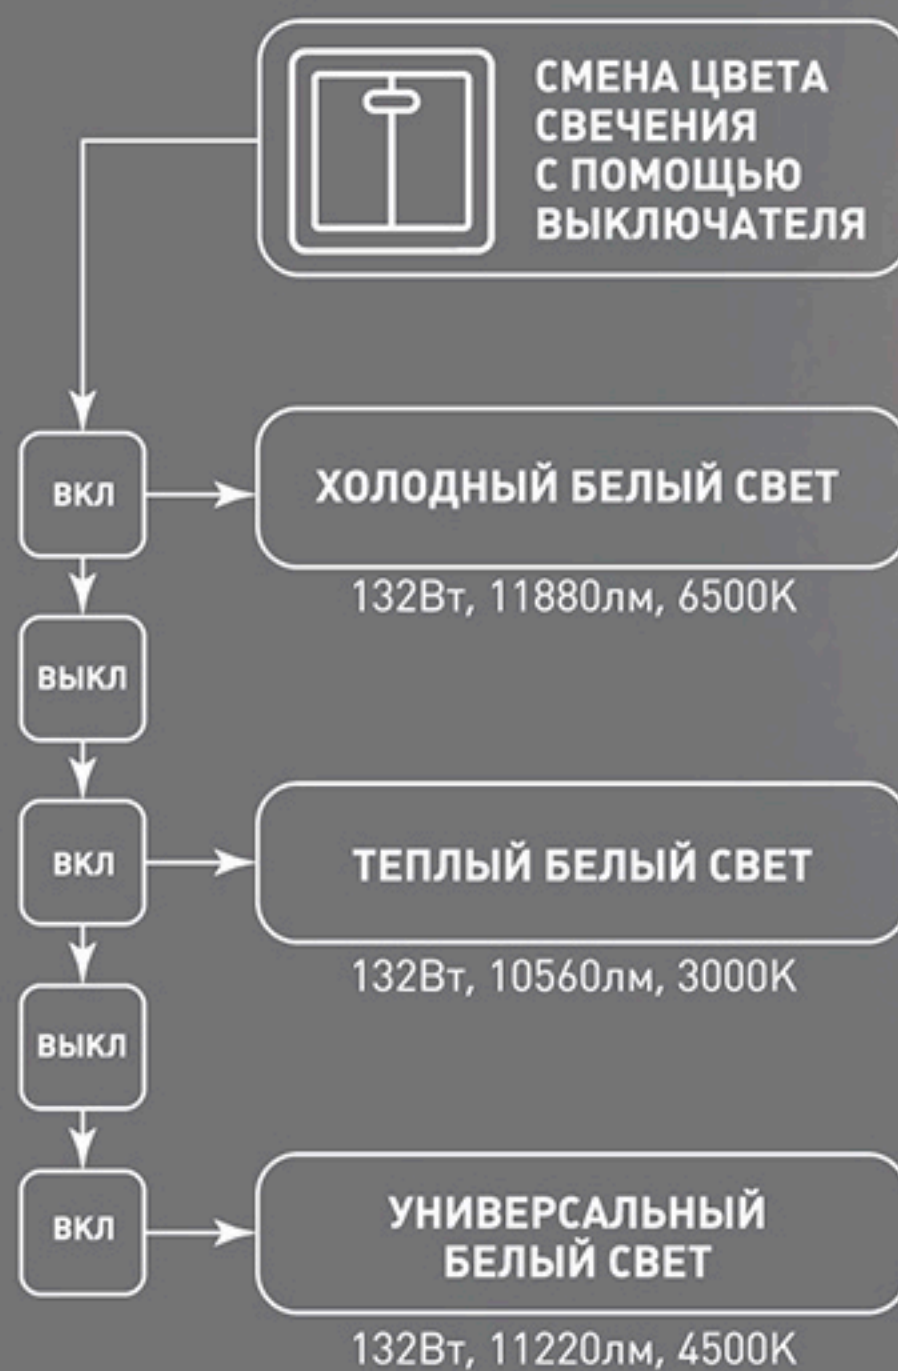 СМЕНА ЦВЕТА
СВЕЧЕНИЯ
С ПОМОЩЬЮ
ВЫКЛЮЧАТЕЛЯ
ВКЛ
ХОЛОДНЫЙ БЕЛЫЙ СВЕТ
132Вт, 11880лм, 6500К
ВЫКЛ
ВКЛ
ТЕПЛЫЙ БЕЛЫЙ СВЕТ
132Вт, 10560лм, 3000К
ВЫКЛ
ВКЛ
УНИВЕРСАЛЬНЫЙ
БЕЛЫЙ СВЕТ
132Вт, 11220лм, 4500К